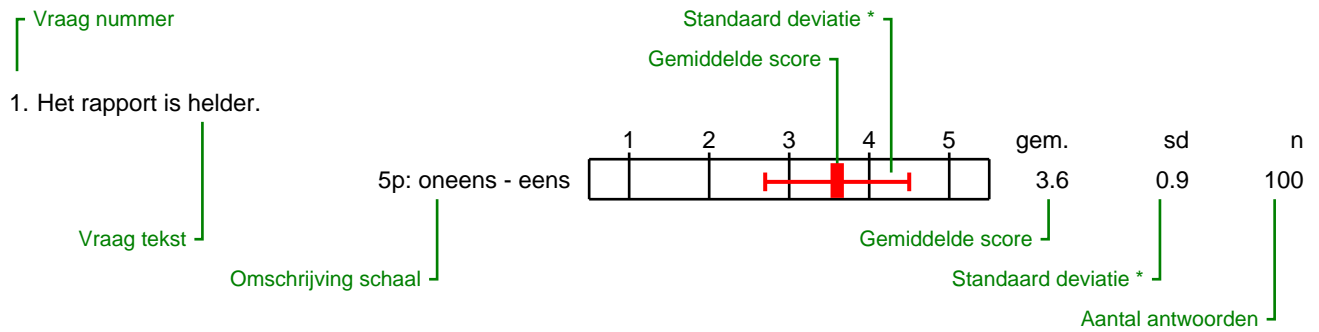 Vraag nummer
Standaard deviatie *
Gemiddelde score
1. Het rapport is helder.
1 2 3 4 5 gem. sd n
5p: oneens - eens 3.6 0.9 100
Vraag tekst
Gemiddelde score
Omschrijving schaal
Standaard deviatie *
Aantal antwoorden